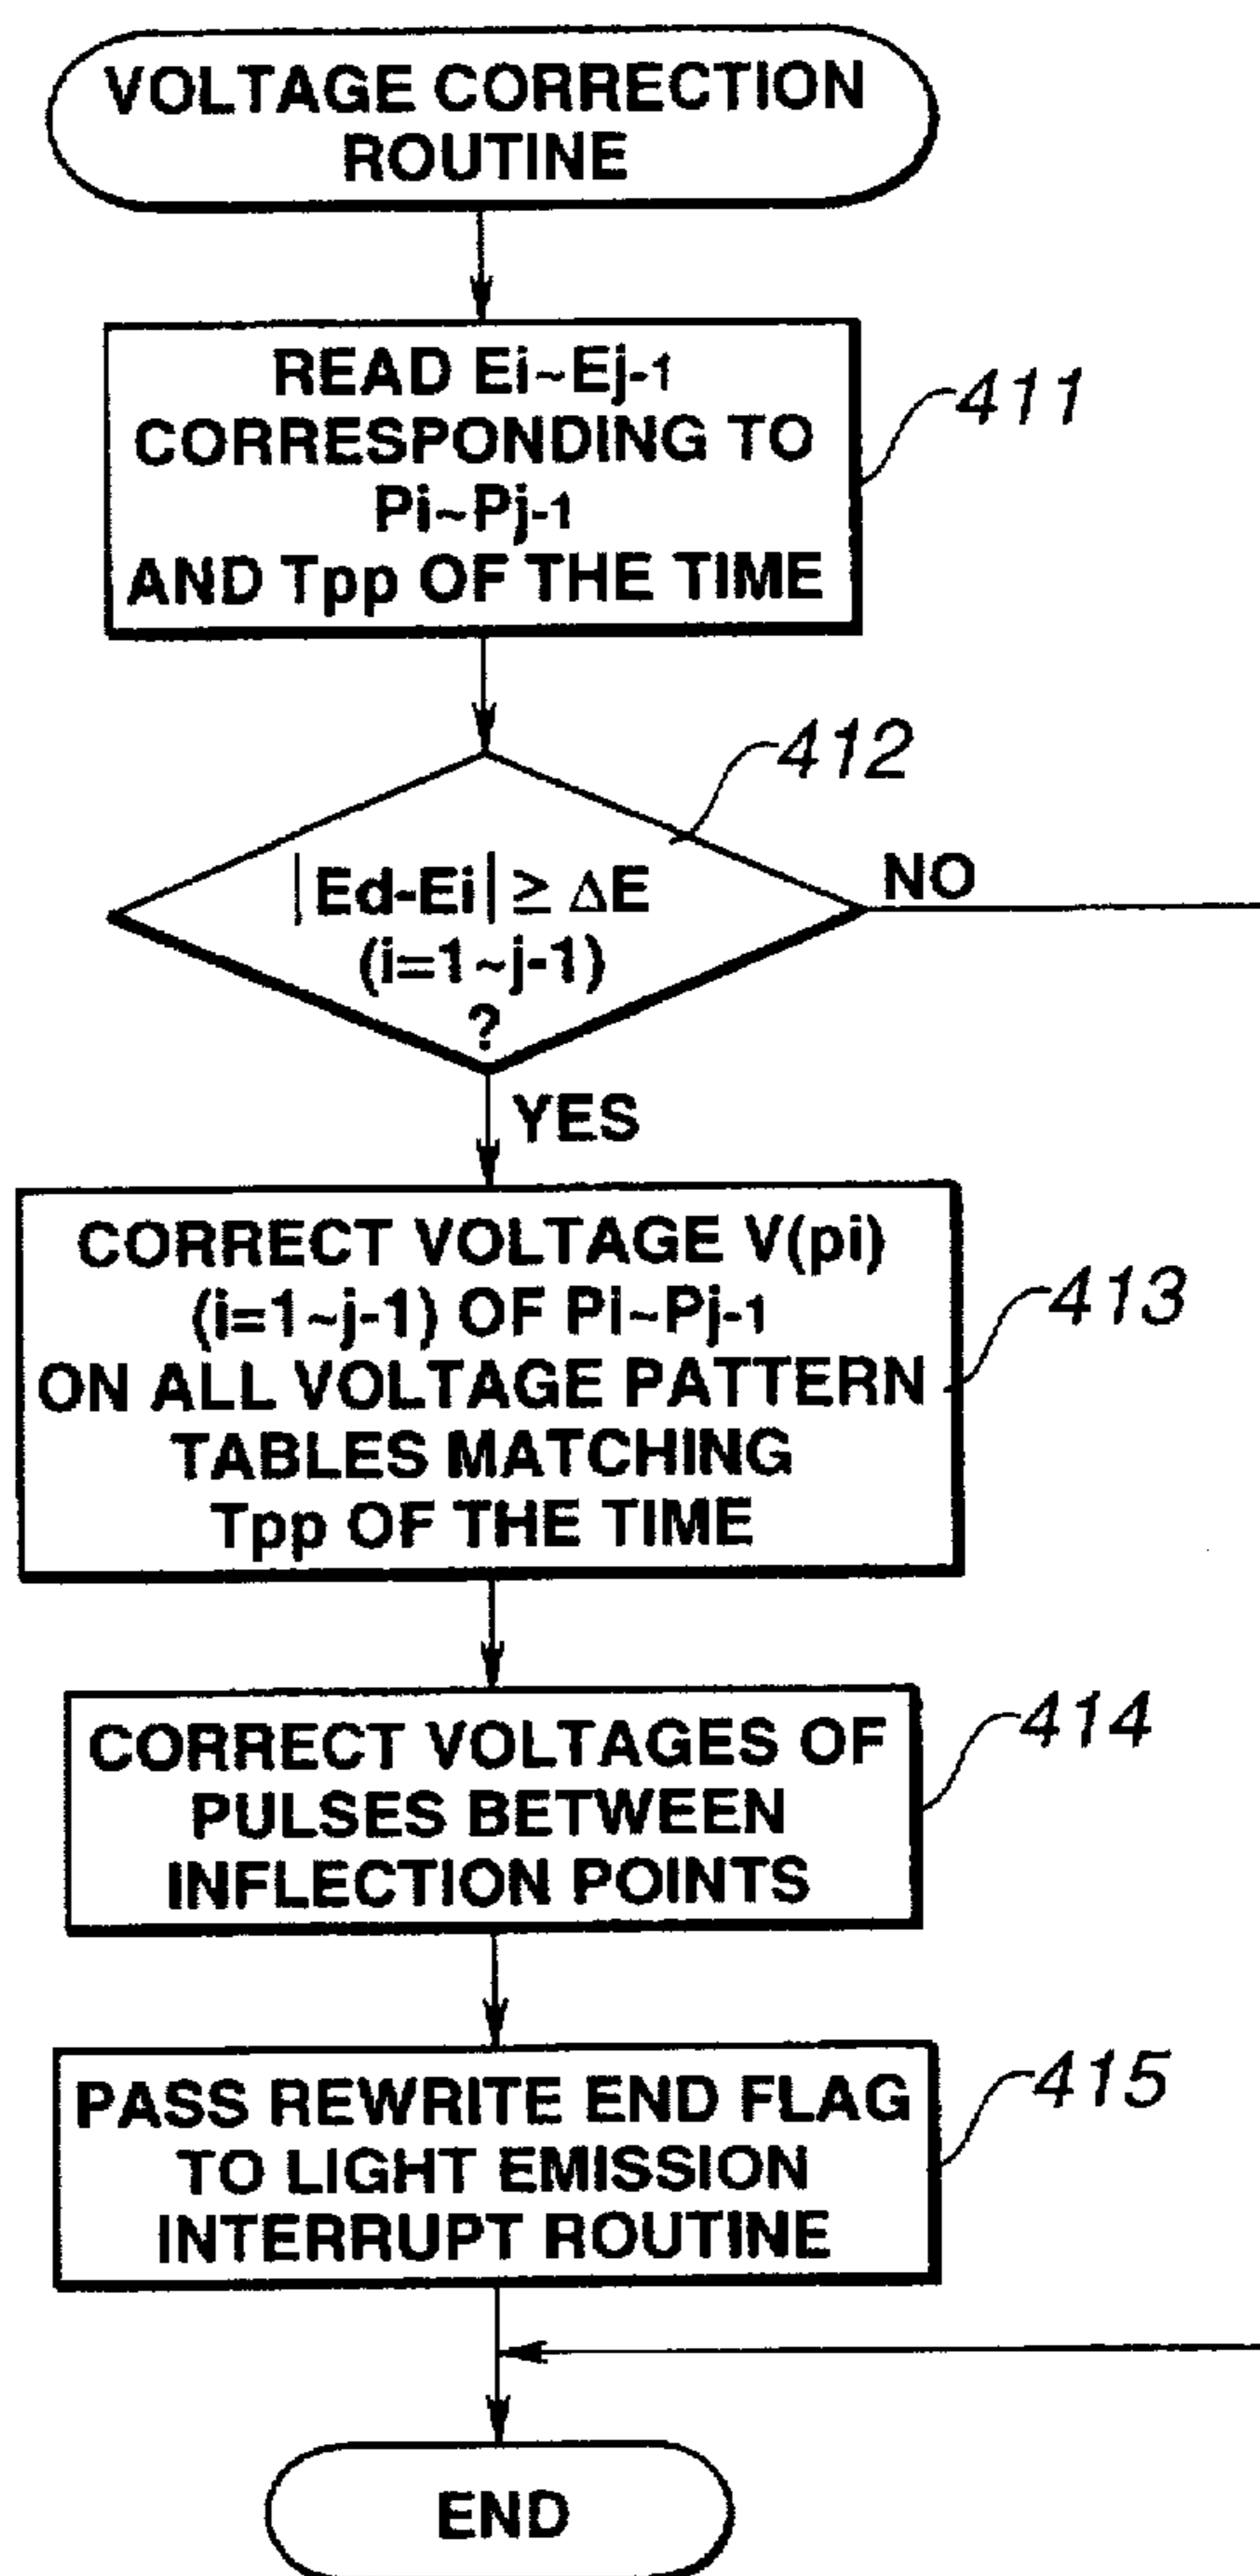 VOLTAGE CORRECTION
ROUTINE
READ Ei~Ej-1
CORRESPONDING TO
Pi~Pj-1
AND Tpp OF THE TIME
411
412
|Ed-Ei| ≥ ΔE
(i=1~j-1)
?
NO
YES
CORRECT VOLTAGE V(pi)
(i=1~j-1) OF Pi~Pj-1
ON ALL VOLTAGE PATTERN
TABLES MATCHING
Tpp OF THE TIME
413
CORRECT VOLTAGES OF
PULSES BETWEEN
INFLECTION POINTS
414
PASS REWRITE END FLAG
TO LIGHT EMISSION
INTERRUPT ROUTINE
415
END